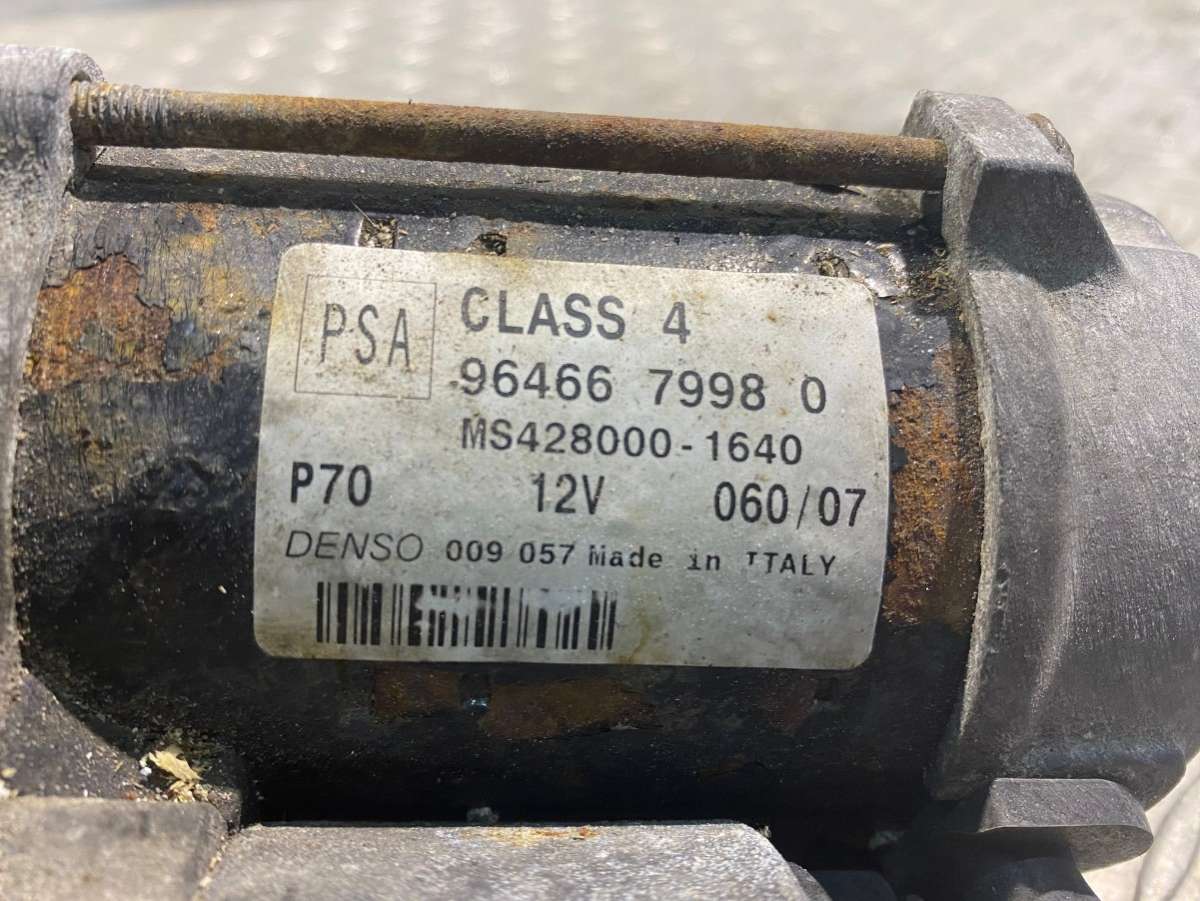 PSA CLASS 4
96466 7998 0
MS428000-1640
P70 12V 060/07
DENSO 009 057 Made in ITALY